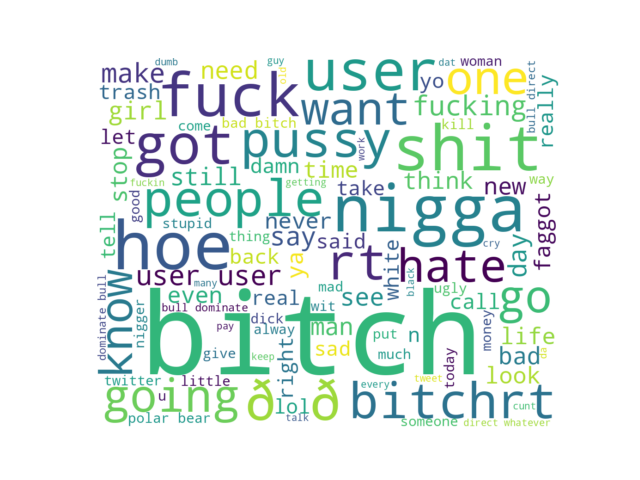 dumb
guy
old
dat
woman
make
need
user
yo
one
bull direct
trash
fuck
want
fucking
really
girl
come
bad bitch
kill
let
got
pussy
damn
work
shit
stop
still
time
think
way
fuckin
getting
take
new
good
people
nigga
tell
stupid
never
say
said
day
faggot
thing
hoe
back
ya
rt
white
hate
cry
know
user user
many
mad
black
ugly
go
dominate bull
even
real
wit
see
call
bull dominate
dick
man
put
n
money
life
nigger
pay
alway
bitch
give
keep
right
sad
much
bad
da
look
twitter
little
today
every
tweet
going
ð
lol
ð
bitchrt
u
cunt
polar bear
talk
someone
direct whatever